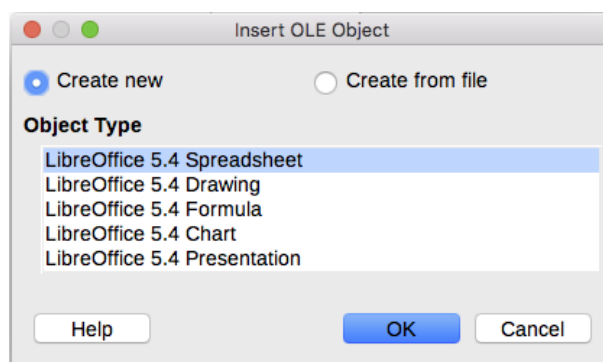 Insert OLE Object
Create new Create from file
Object Type
LibreOffice 5.4 Spreadsheet
LibreOffice 5.4 Drawing
LibreOffice 5.4 Formula
LibreOffice 5.4 Chart
LibreOffice 5.4 Presentation
Help OK Cancel